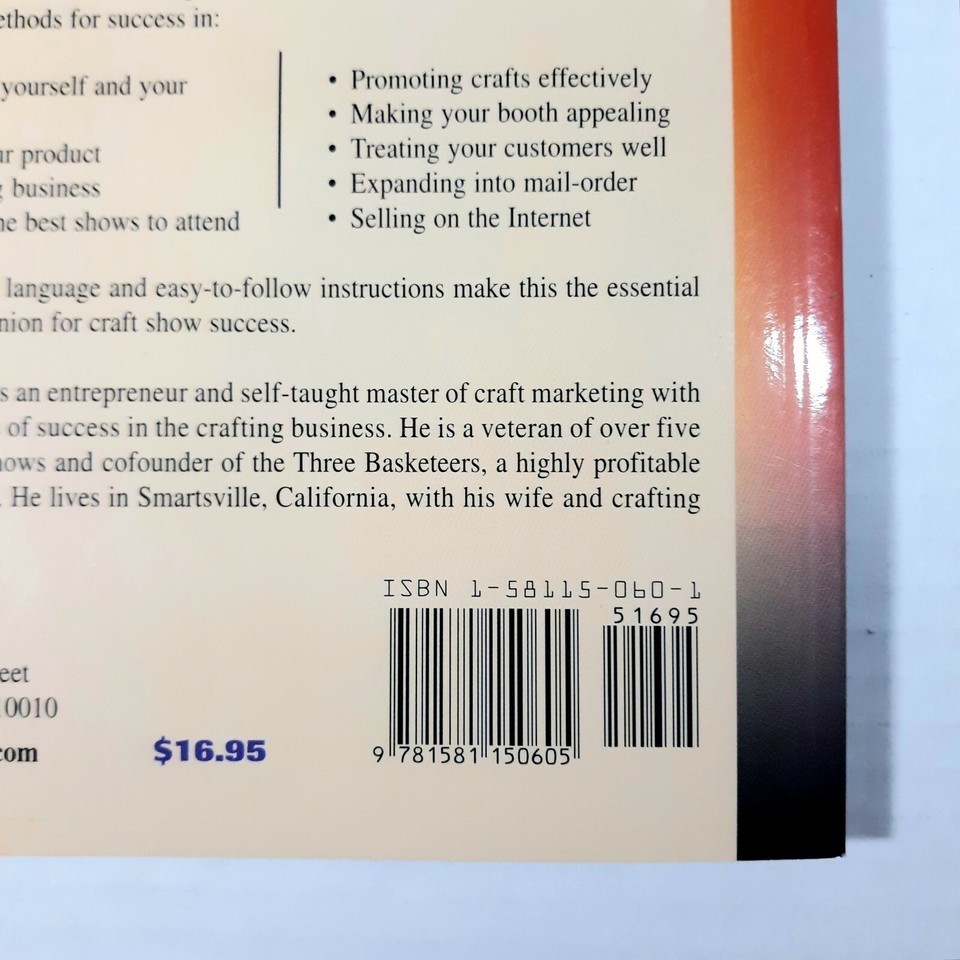 ethods for success in:
yourself and your
r product
business
e best shows to attend
• Promoting crafts effectively
• Making your booth appealing
• Treating your customers well
• Expanding into mail-order
• Selling on the Internet
language and easy-to-follow instructions make this the essential
nion for craft show success.
s an entrepreneur and self-taught master of craft marketing with
of success in the crafting business. He is a veteran of over five
ows and cofounder of the Three Basketeers, a highly profitable
. He lives in Smartsville, California, with his wife and crafting
ISBN 1-58115-060-1
51695
9 781581 150605
eet
0010
com
$16.95